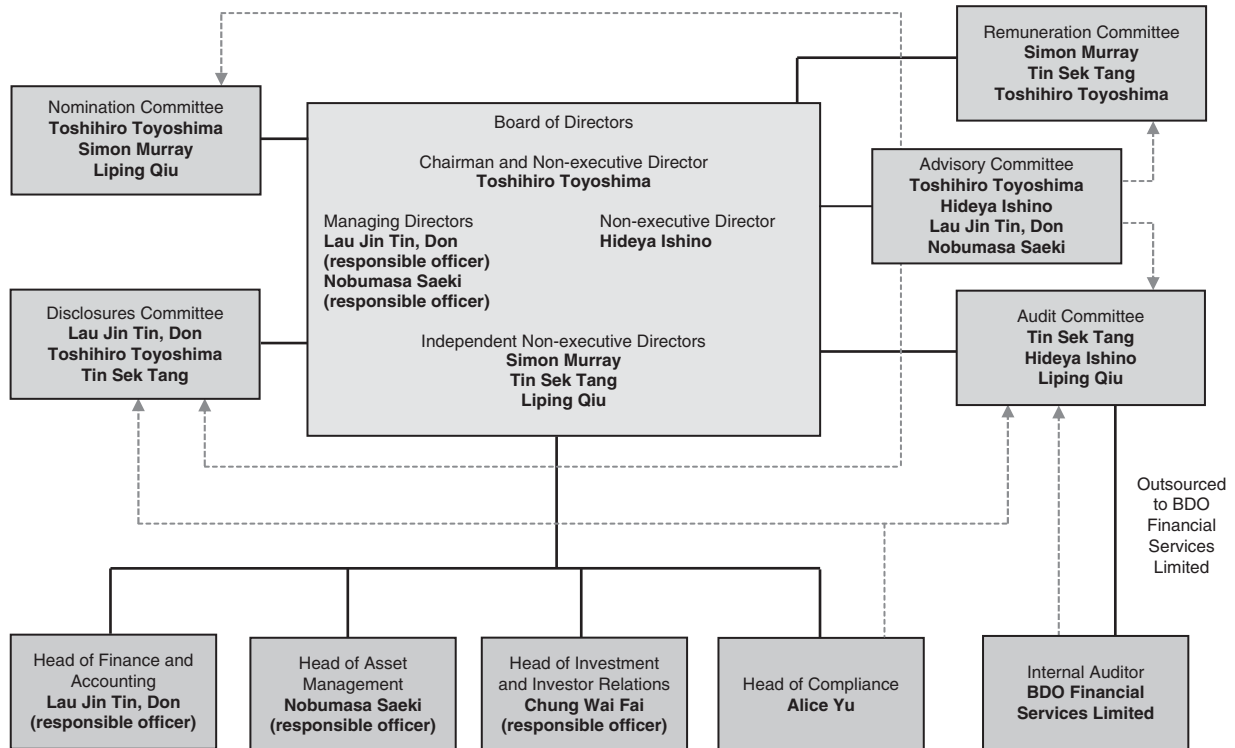 Remuneration Committee
Simon Murray
Tin Sek Tang
Toshihiro Toyoshima
Nomination Committee
Toshihiro Toyoshima
Simon Murray
Liping Qiu
Board of Directors
Chairman and Non-executive Director
Toshihiro Toyoshima
Managing Directors
Lau Jin Tin, Don
(responsible officer)
Nobumasa Saeki
(responsible officer)
Non-executive Director
Hideya Ishino
Independent Non-executive Directors
Simon Murray
Tin Sek Tang
Liping Qiu
Advisory Committee
Toshihiro Toyoshima
Hideya Ishino
Lau Jin Tin, Don
Nobumasa Saeki
Disclosures Committee
Lau Jin Tin, Don
Toshihiro Toyoshima
Tin Sek Tang
Audit Committee
Tin Sek Tang
Hideya Ishino
Liping Qiu
Outsourced
to BDO
Financial
Services
Limited
Head of Finance and
Accounting
Lau Jin Tin, Don
(responsible officer)
Head of Asset
Management
Nobumasa Saeki
(responsible officer)
Head of Investment
and Investor Relations
Chung Wai Fai
(responsible officer)
Head of Compliance
Alice Yu
Internal Auditor
BDO Financial
Services Limited